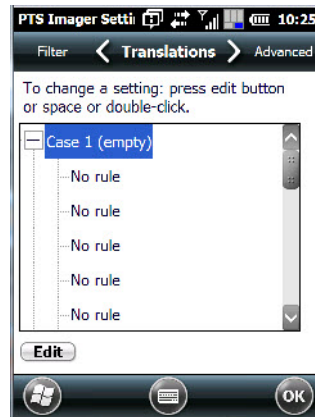 PTS Imager Setti 10:25
Filter Translations Advanced
To change a setting: press edit button
or space or double-click.
Case 1 (empty)
No rule
No rule
No rule
No rule
No rule
Edit
OK